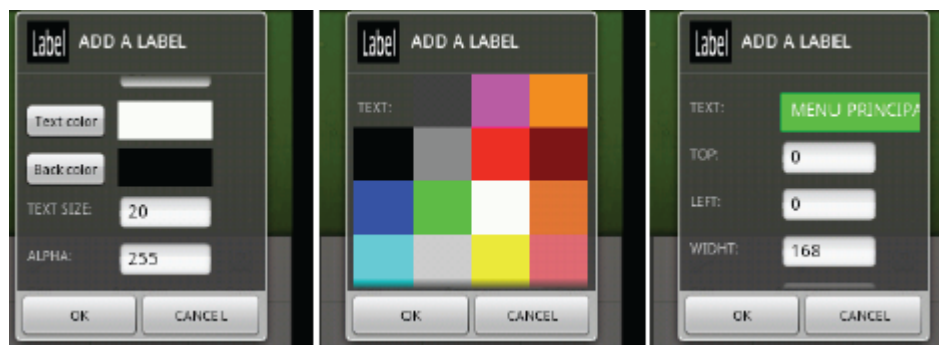 Label ADD A LABEL
Text color
Back color
TEXT SIZE: 20
ALPHA: 255
OK CANCEL
Label ADD A LABEL
TEXT:
OK CANCEL
Label ADD A LABEL
TEXT: MENU PRINCIPA
TOP: 0
LEFT: 0
WIDHT: 168
OK CANCEL